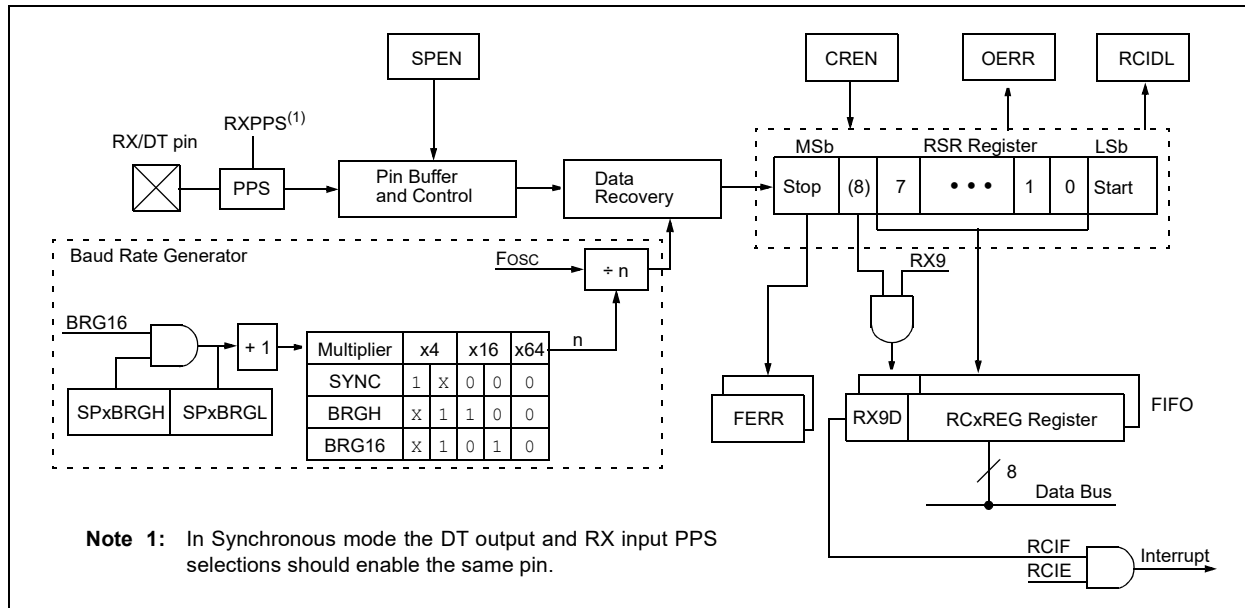 SPEN
CREN
OERR
RCIDL
RXPPS(1)
RX/DT pin
PPS
Pin Buffer
and Control
Data
Recovery
MSb
RSR Register
LSb
Stop (8) 7 • • • 1 0 Start
Baud Rate Generator
FOSC
÷ n
RX9
BRG16
+ 1
n
Multiplier x4 x16 x64
SYNC 1 X 0 0 0
BRGH X 1 1 0 0
BRG16 X 1 0 1 0
SPxBRGH SPxBRGL
FERR
RX9D RCxREG Register
FIFO
8
Data Bus
Note 1: In Synchronous mode the DT output and RX input PPS
selections should enable the same pin.
RCIF
RCIE
Interrupt